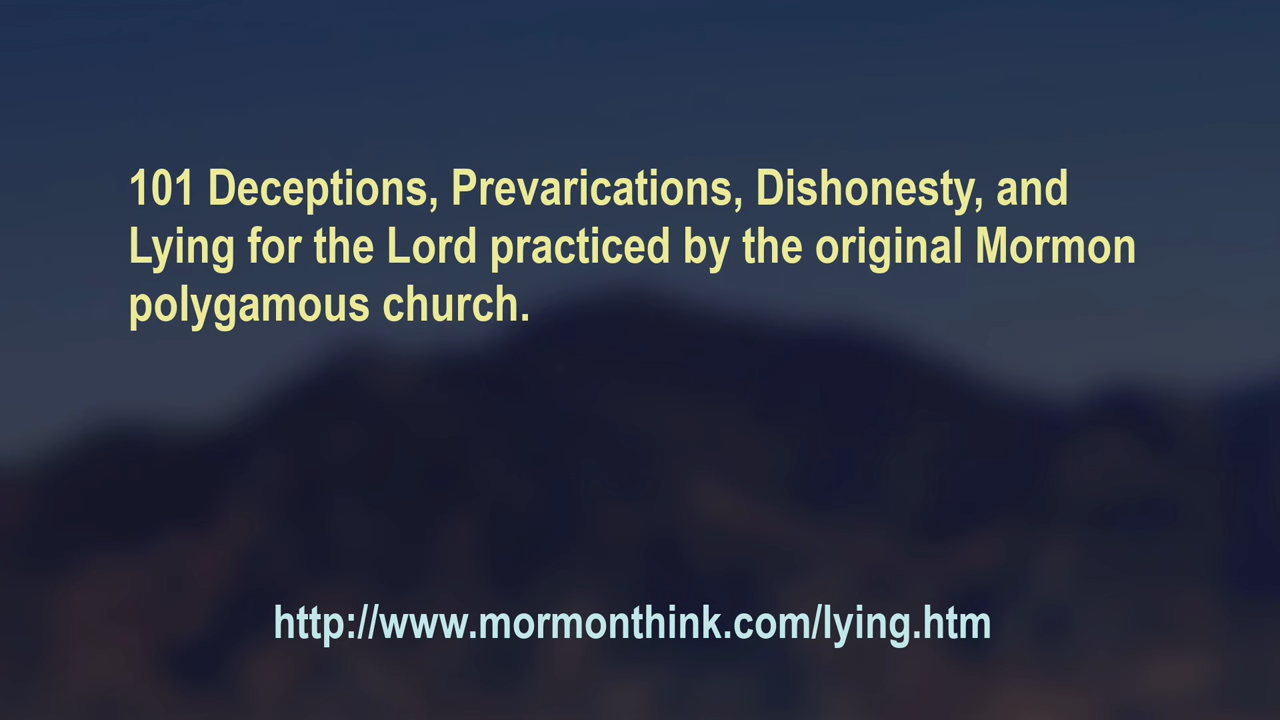 101 Deceptions, Prevarications, Dishonesty, and
Lying for the Lord practiced by the original Mormon
polygamous church.
http://www.mormonthink.com/lying.htm